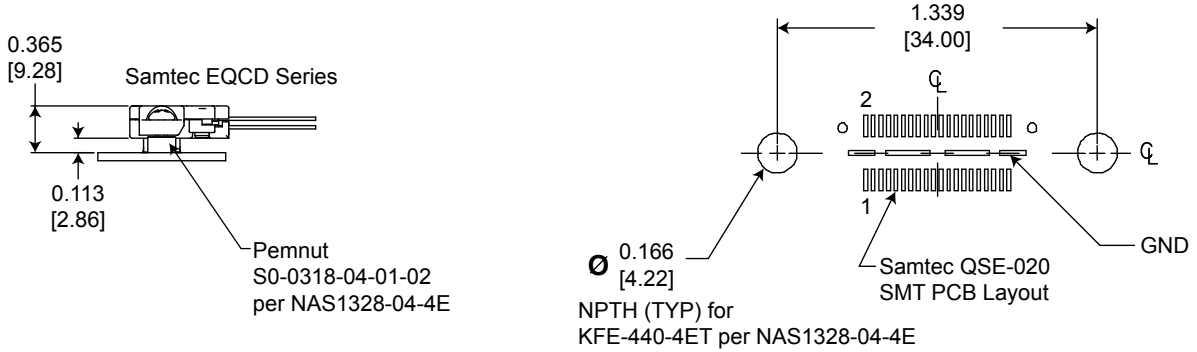 0.365
[9.28]
Samtec EQCD Series
0.113
[2.86]
Pemnut
S0-0318-04-01-02
per NAS1328-04-4E
1.339
[34.00]
℄
2
℄
1
GND
Ø 0.166
[4.22]
Samtec QSE-020
SMT PCB Layout
NPTH (TYP) for
KFE-440-4ET per NAS1328-04-4E